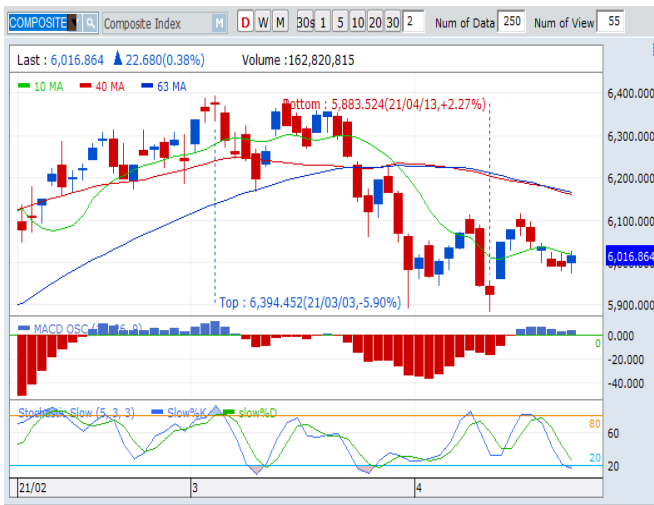 COMPOSITE Composite Index M D W M 30s 1 5 10 20 30 2 Num of Data 250 Num of View 55
Last : 6,016.864 ▲ 22.680(0.38%) Volume :162,820,815
10 MA 40 MA 63 MA
Bottom : 5,883.524(21/04/13,+2.27%)
6,400.000
6,300.000
6,200.000
6,100.000
6,016.864
5,900.000
Top : 6,394.452(21/03/03,-5.90%)
MACD OSC
0.000
0
-20.000
-40.000
Stochastic Slow (5, 3, 3) Slow%K slow%D
80
60
20
20
21/02 3 4